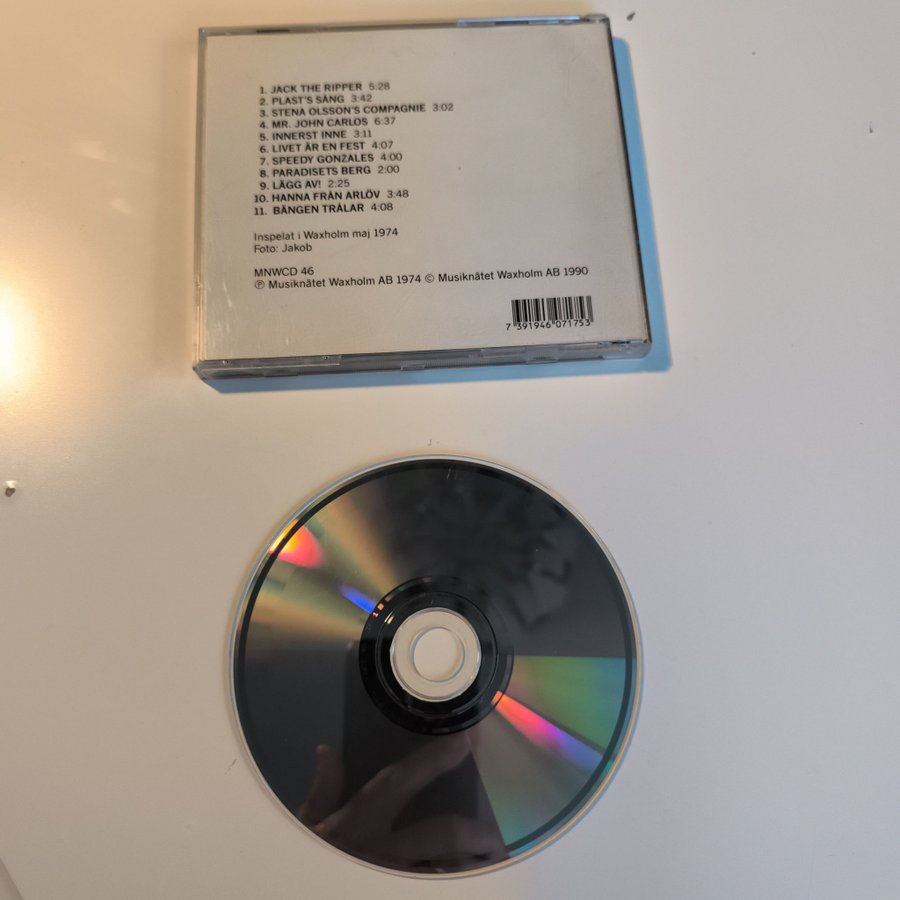 1. JACK THE RIPPER 5:28
2. PLAST'S SÅNG 3:42
3. STENA OLSSON'S COMPAGNIE 3:02
4. MR. JOHN CARLOS 6:37
5. INNERST INNE 3:11
6. LIVET ÄR EN FEST 4:07
7. SPEEDY GONZALES 4:00
8. PARADISETS BERG 2:00
9. LÄGG AV! 2:25
10. HANNA FRÅN ARLÖV 3:48
11. BÄNGEN TRÅLAR 4:08
Inspelat i Waxholm maj 1974
Foto: Jakob
MNWCD 46
℗ Musiknätet Waxholm AB 1974 © Musiknätet Waxholm AB 1990
7 391946 071753